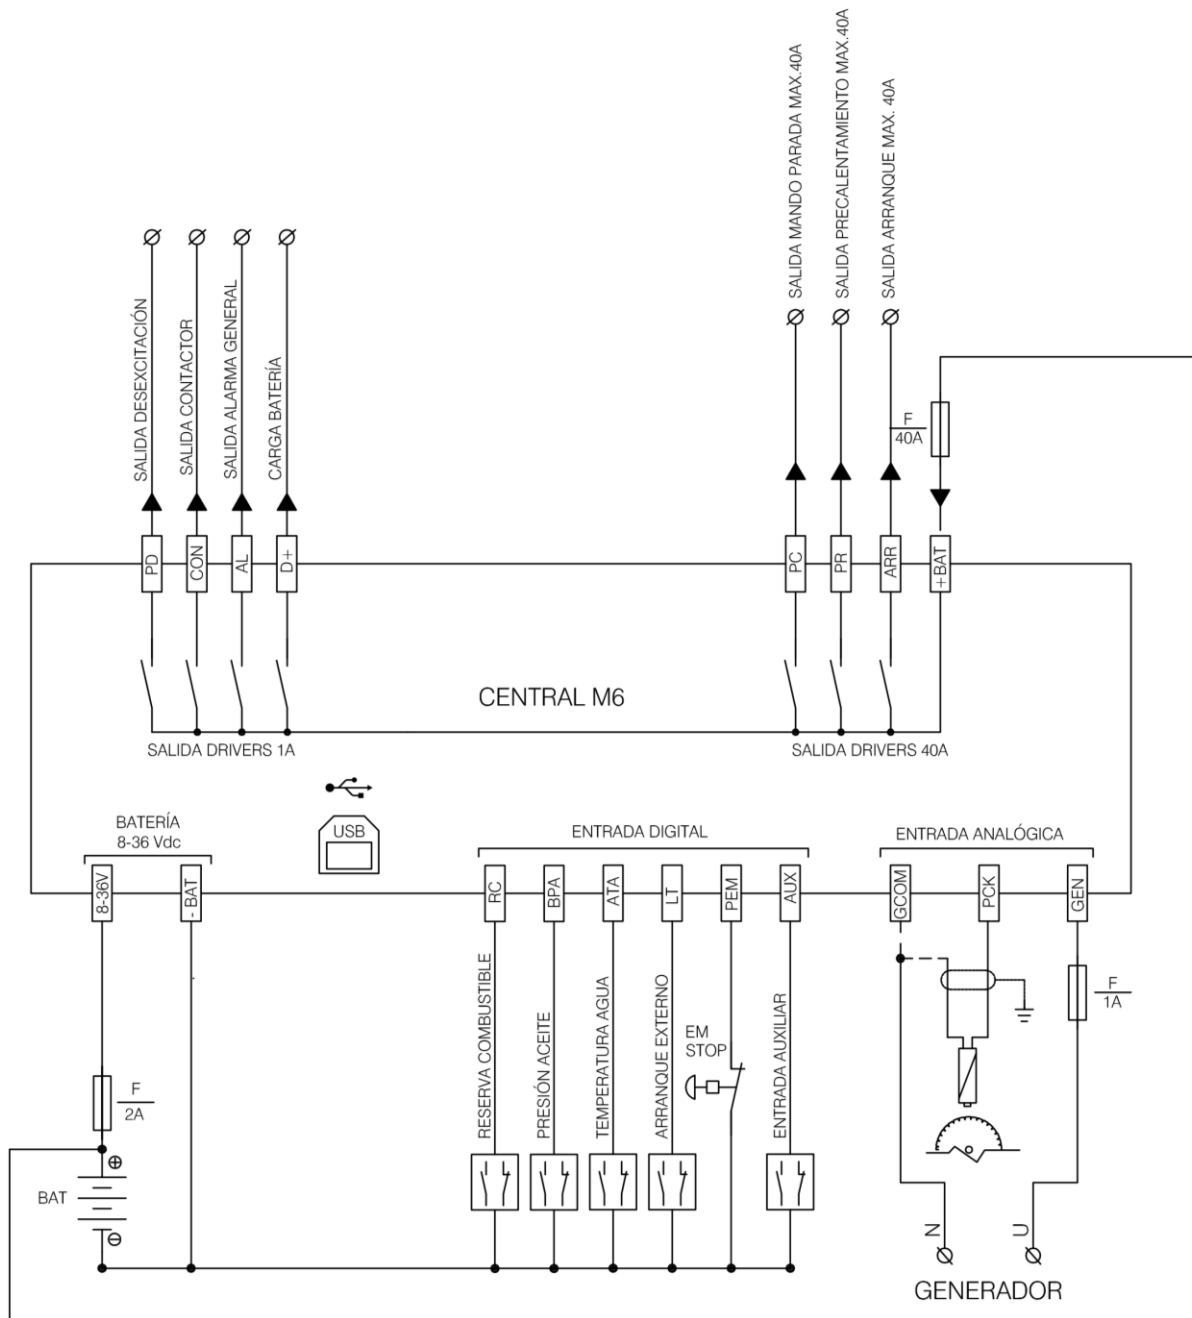 SALIDA DESEXCITACIÓN
SALIDA CONTACTOR
SALIDA ALARMA GENERAL
CARGA BATERÍA
SALIDA MANDO PARADA MAX.40A
SALIDA PRECALENTAMIENTO MAX.40A
SALIDA ARRANQUE MAX. 40A
F
40A
PD
CON
AL
D+
PC
PR
ARR
+BAT
CENTRAL M6
SALIDA DRIVERS 1A
SALIDA DRIVERS 40A
BATERÍA
8-36 Vdc
USB
ENTRADA DIGITAL
ENTRADA ANALÓGICA
8-36V
- BAT
RC
BPA
ATA
LT
PEM
AUX
GCOM
PCK
GEN
RESERVA COMBUSTIBLE
PRESIÓN ACEITE
TEMPERATURA AGUA
ARRANQUE EXTERNO
EM
STOP
ENTRADA AUXILIAR
F
1A
F
2A
BAT
N
U
GENERADOR